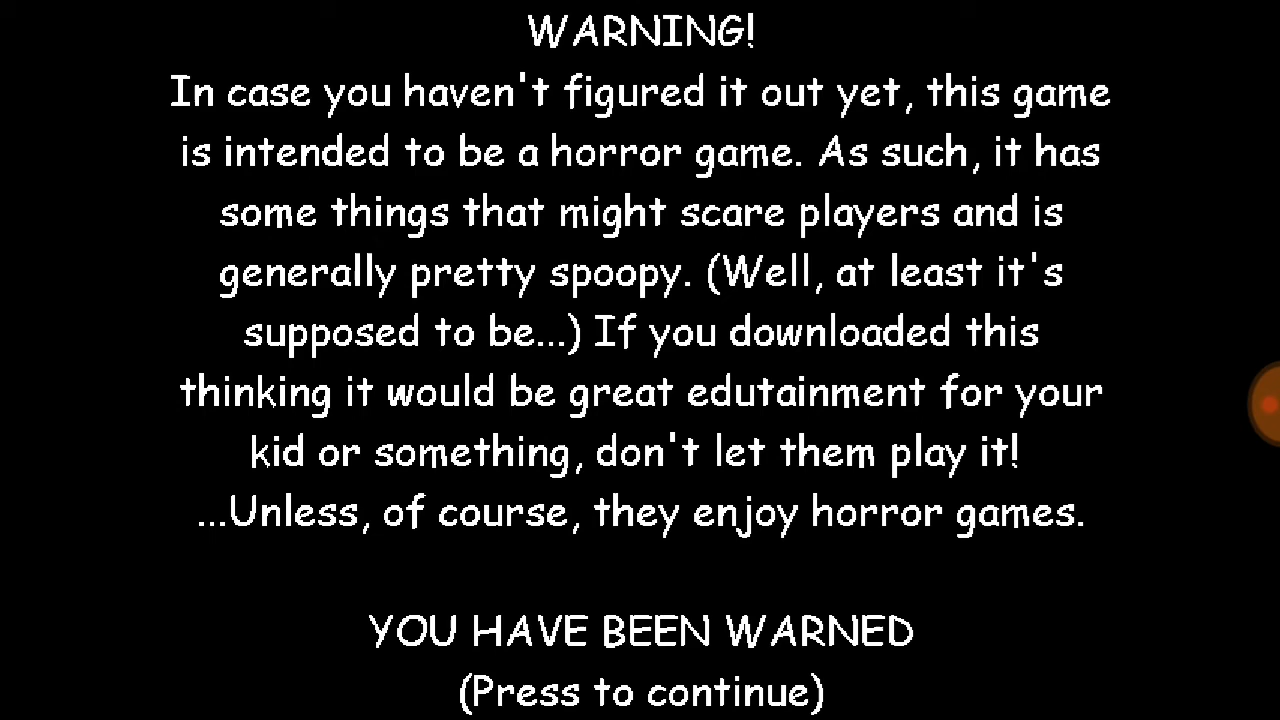 WARNING!
In case you haven't figured it out yet, this game
is intended to be a horror game. As such, it has
some things that might scare players and is
generally pretty spoopy. (Well, at least it's
supposed to be...) If you downloaded this
thinking it would be great edutainment for your
kid or something, don't let them play it!
...Unless, of course, they enjoy horror games.
YOU HAVE BEEN WARNED
(Press to continue)